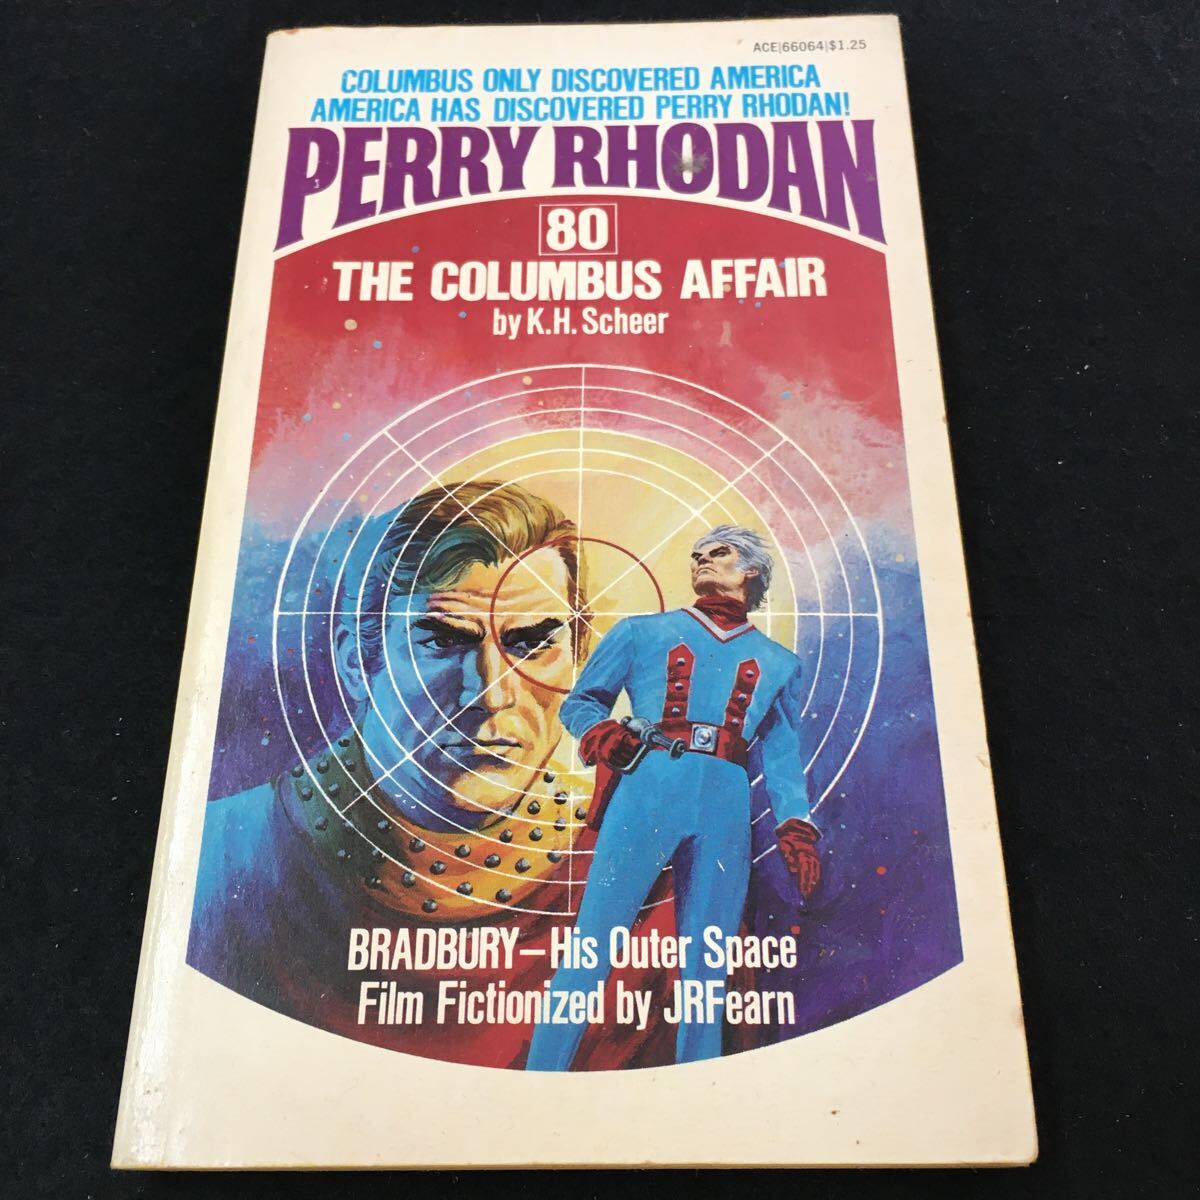 ACE|66064|$1.25
COLUMBUS ONLY DISCOVERED AMERICA
AMERICA HAS DISCOVERED PERRY RHODAN!
PERRY RHODAN
80
THE COLUMBUS AFFAIR
by K.H. Scheer
BRADBURY—His Outer Space
Film Fictionized by JRFearn